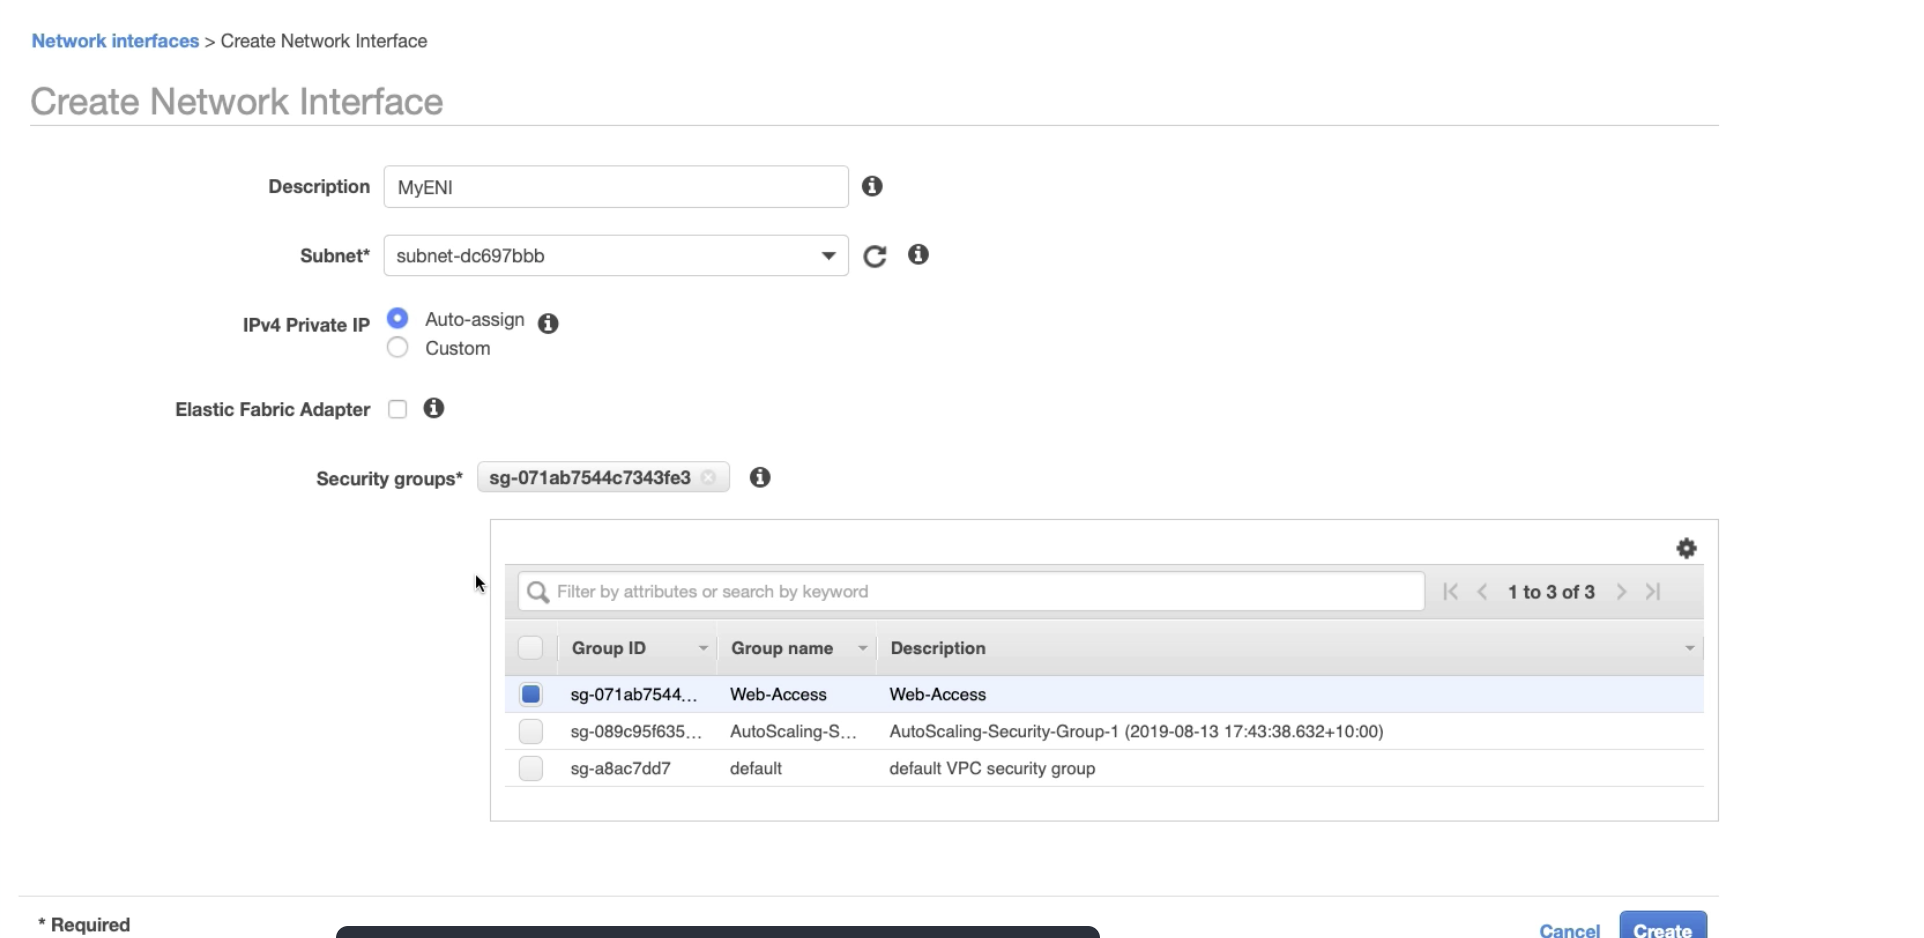 Network interfaces > Create Network Interface
Create Network Interface
Description MyENI
Subnet* subnet-dc697bbb
IPv4 Private IP Auto-assign
Custom
Elastic Fabric Adapter
Security groups* sg-071ab7544c7343fe3
Filter by attributes or search by keyword 1 to 3 of 3
Group ID Group name Description
sg-071ab7544... Web-Access Web-Access
sg-089c95f635... AutoScaling-S... AutoScaling-Security-Group-1 (2019-08-13 17:43:38.632+10:00)
sg-a8ac7dd7 default default VPC security group
* Required Cancel Create